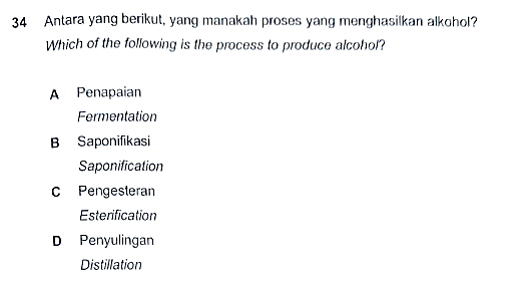 34 Antara yang berikut, yang manakah proses yang menghasilkan alkohol?
Which of the following is the process to produce alcohol?
A Penapaian
Fermentation
B Saponifikasi
Saponification
C Pengesteran
Esterification
D Penyulingan
Distillation